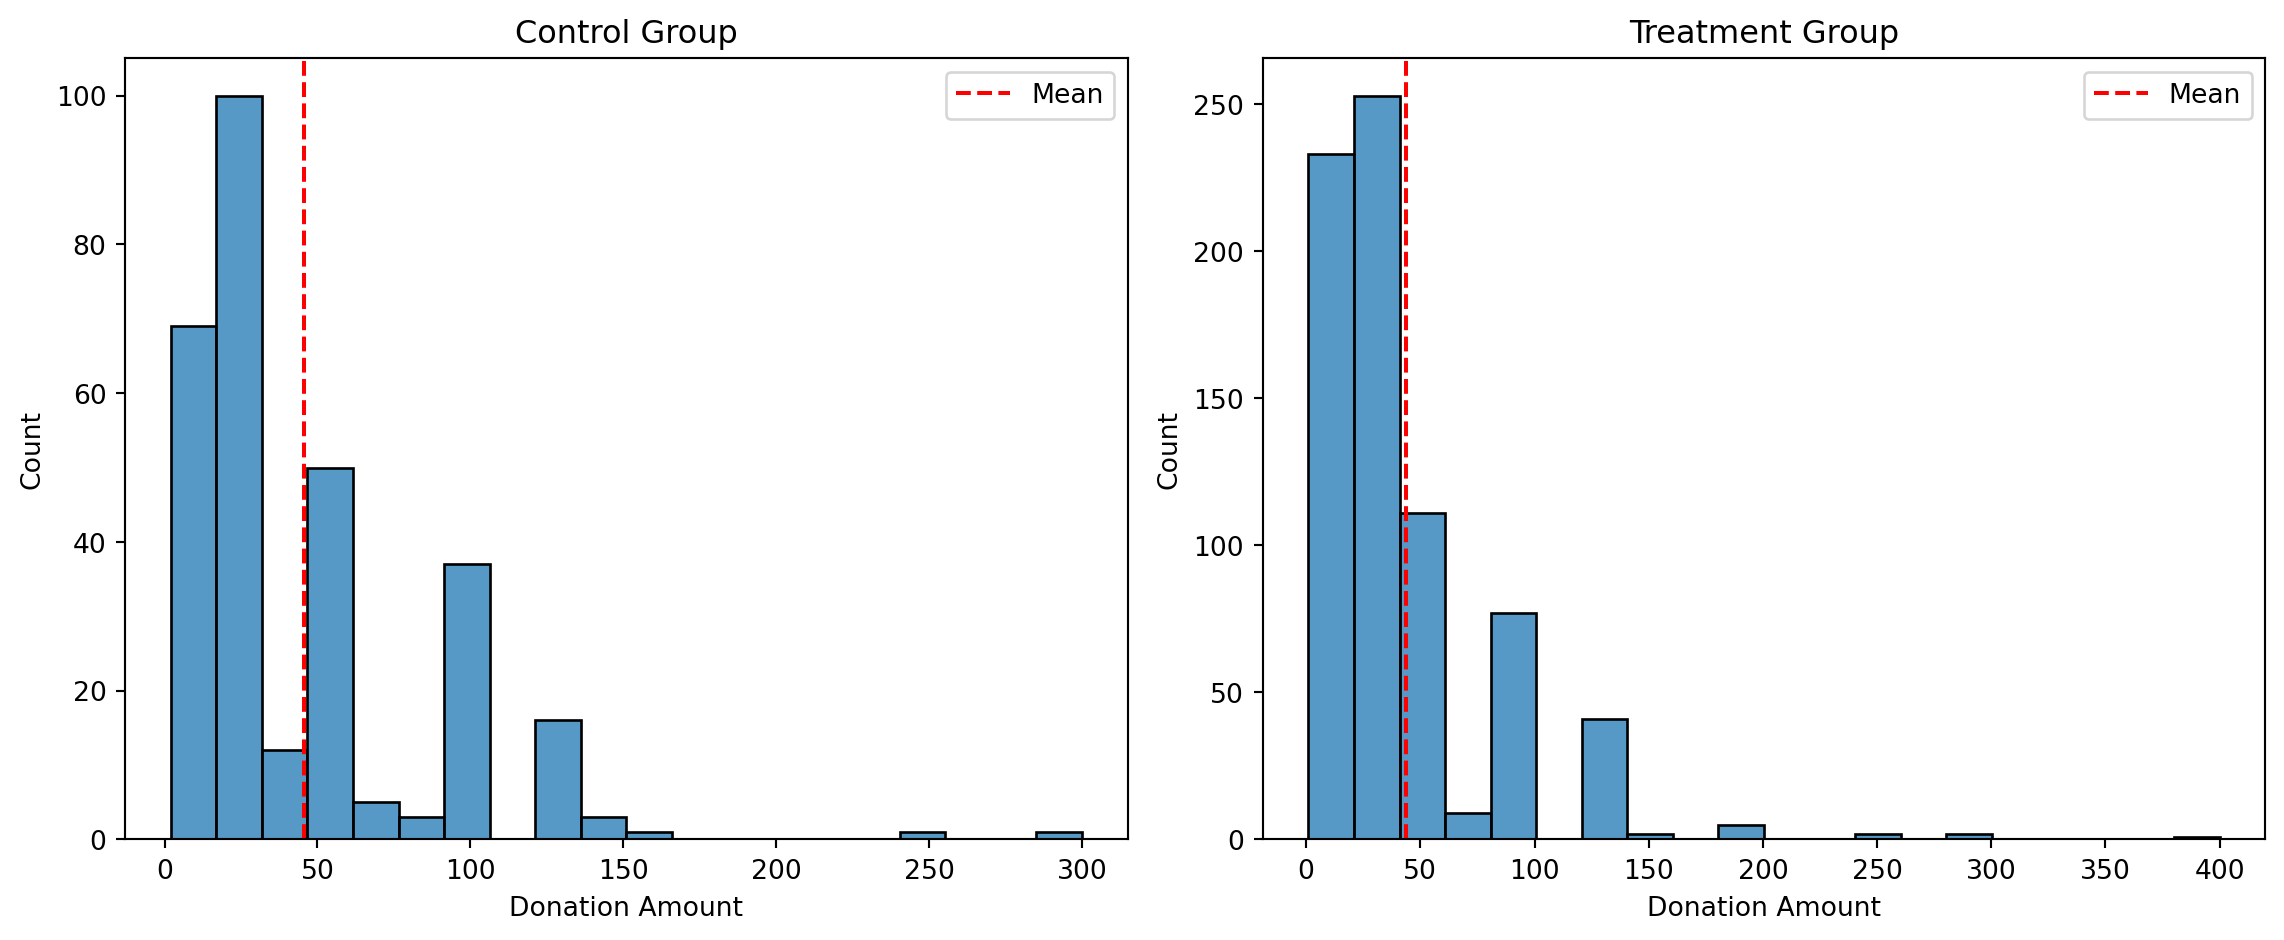 Control Group
Mean
100
80
60
40
20
0
Count
0 50 100 150 200 250 300
Donation Amount
Treatment Group
Mean
250
200
150
100
50
0
Count
0 50 100 150 200 250 300 350 400
Donation Amount